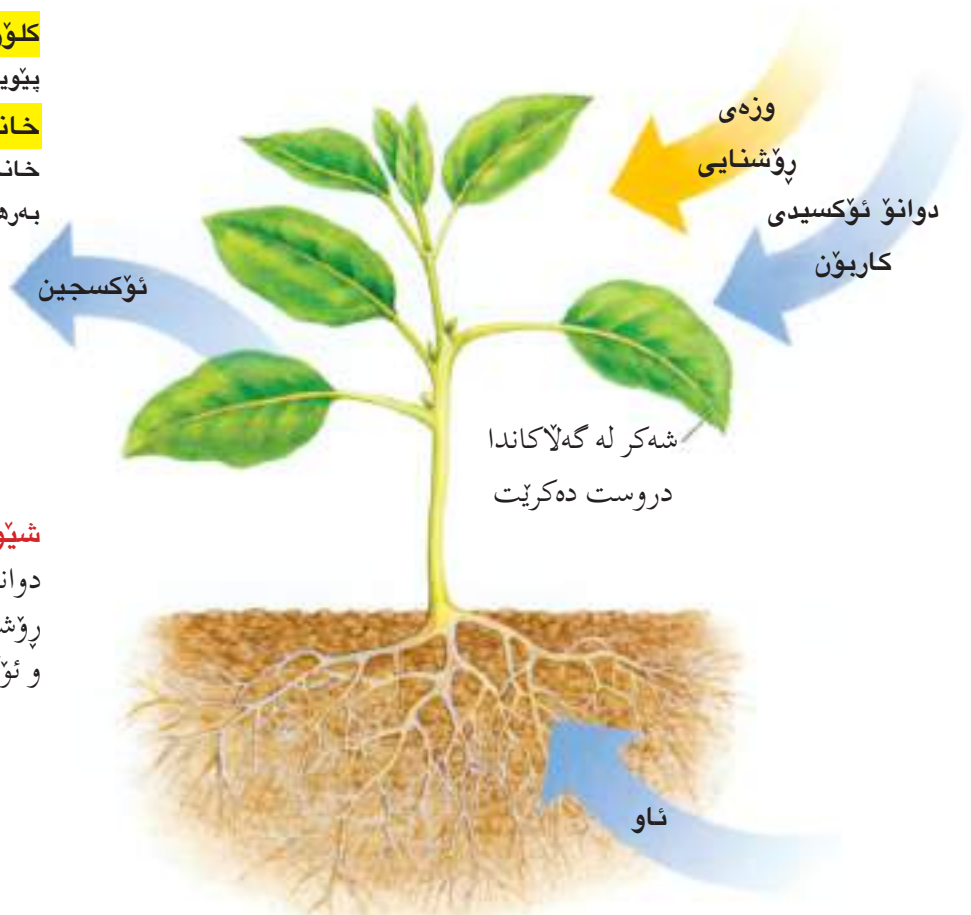 وزەی
ڕۆشنایی
دوانۆ ئۆکسیدی
کاربۆن
ئۆکسجین
شەکر لە گەڵاکاندا
دروست دەکرێت
ئاو